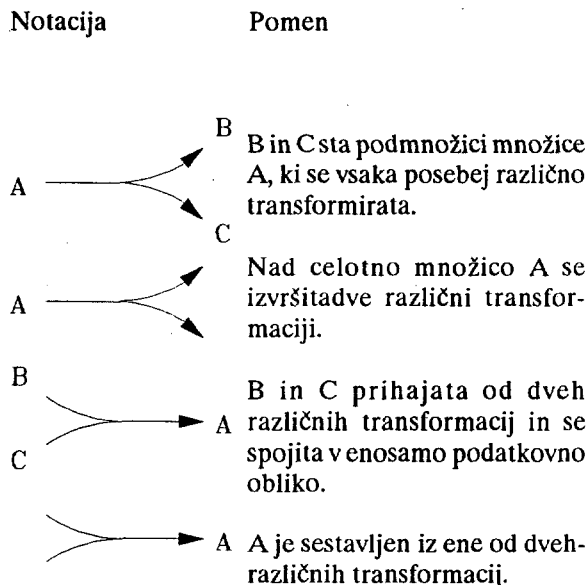 Notacija Pomen
B
A
C
B in C sta podmnožici množice
A, ki se vsaka posebej različno
transformirata.
A
Nad celotno množico A se
izvršitadve različni transfor-
maciji.
B
C
A
B in C prihajata od dveh
različnih transformacij in se
spojita v enosamo podatkovno
obliko.
A
A je sestavljen iz ene od dveh-
različnih transformacij.